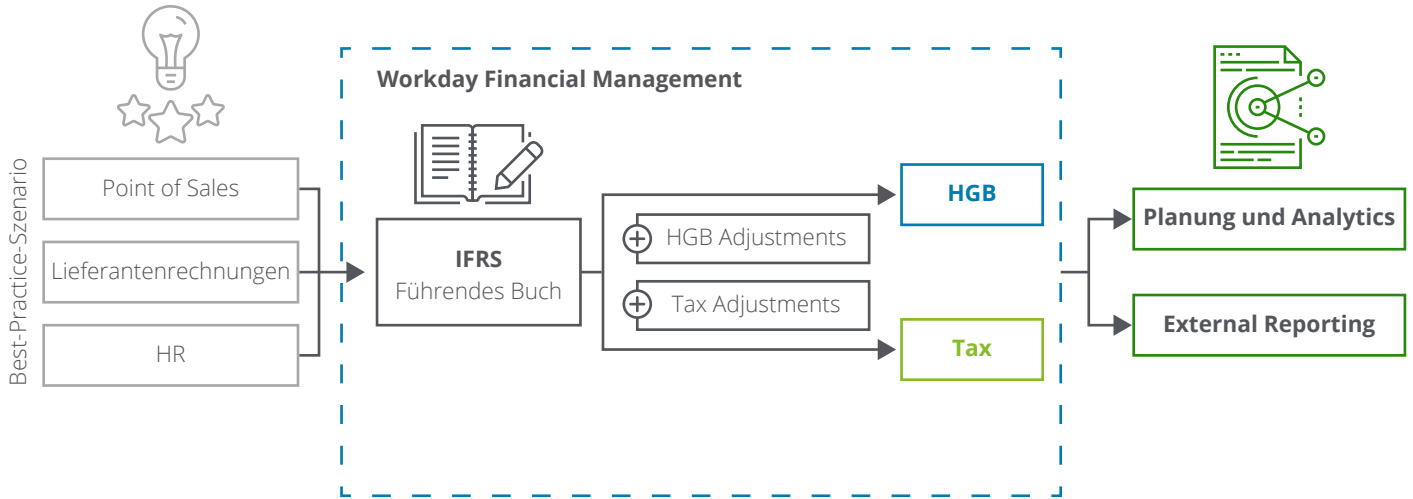 Best-Practice-Szenario
Point of Sales
Lieferantenrechnungen
HR
Workday Financial Management
IFRS
Führendes Buch
HGB Adjustments
Tax Adjustments
HGB
Tax
Planung und Analytics
External Reporting